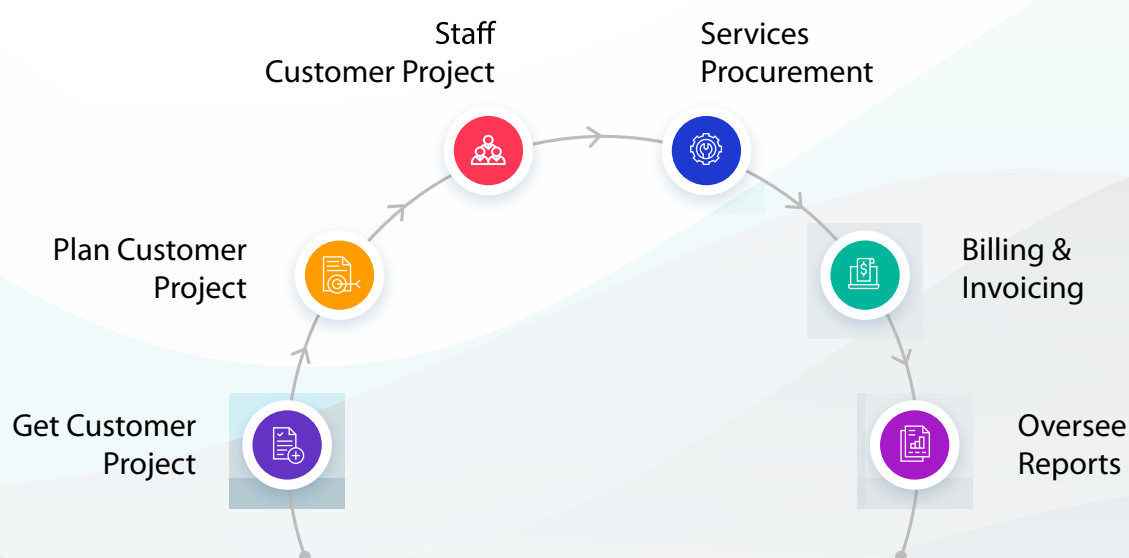 Staff
Customer Project
Services
Procurement
Plan Customer
Project
$
Billing &
Invoicing
Get Customer
Project
Oversee
Reports